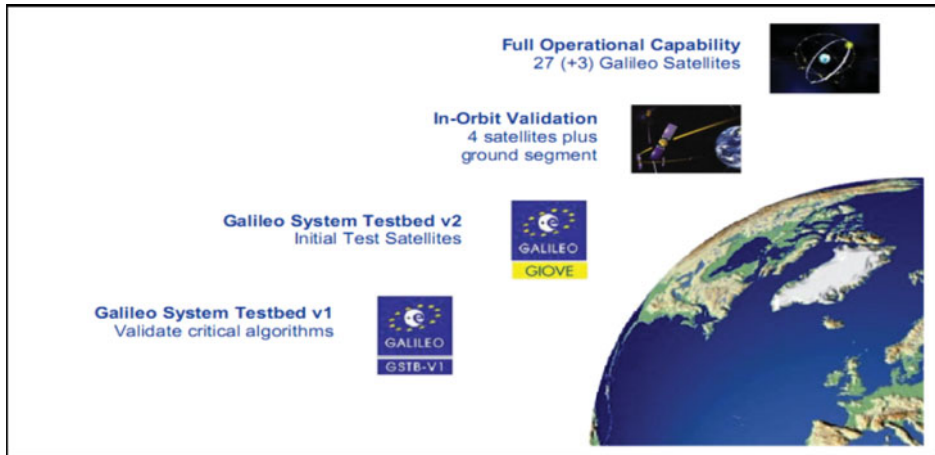 Full Operational Capability
27 (+3) Galileo Satellites
In-Orbit Validation
4 satellites plus
ground segment
Galileo System Testbed v2
Initial Test Satellites
GALILEO
GIOVE
Galileo System Testbed v1
Validate critical algorithms
GALILEO
GSTB-V1